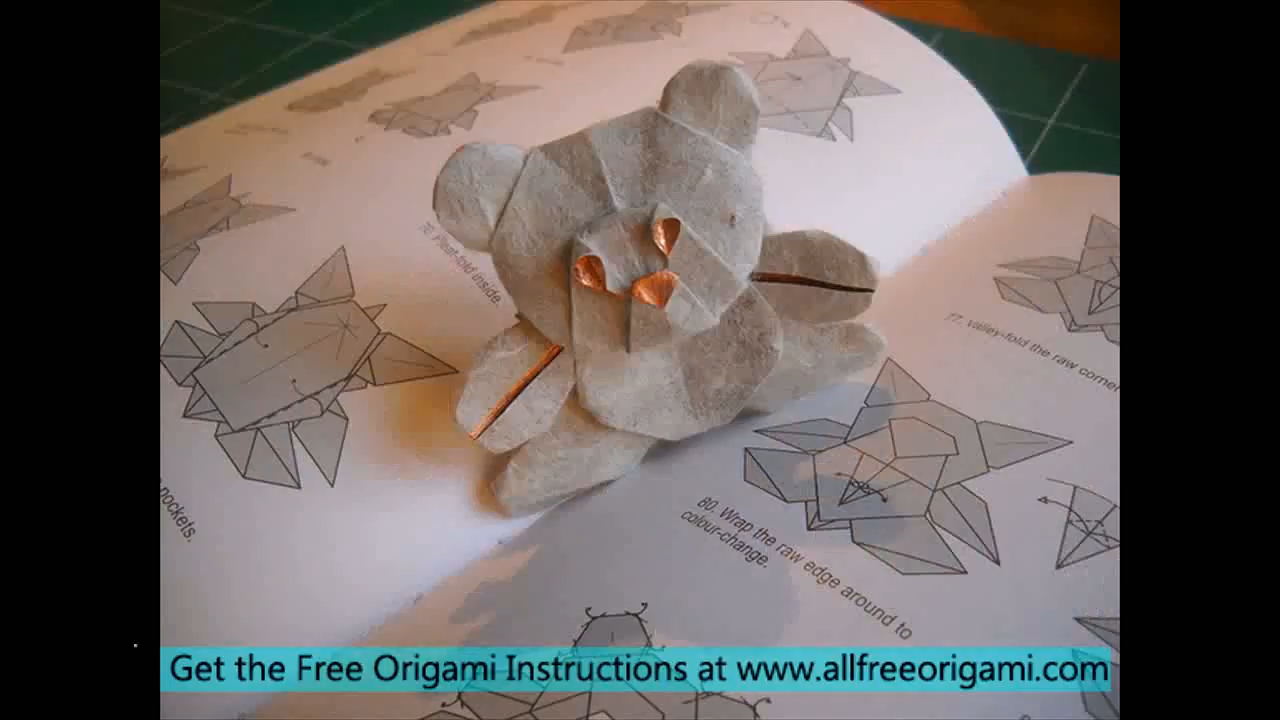 70. Pleat-fold inside.
77. Valley-fold the raw corner
pockets.
80. Wrap the raw edge around to
colour-change.
Get the Free Origami Instructions at www.allfreeorigami.com